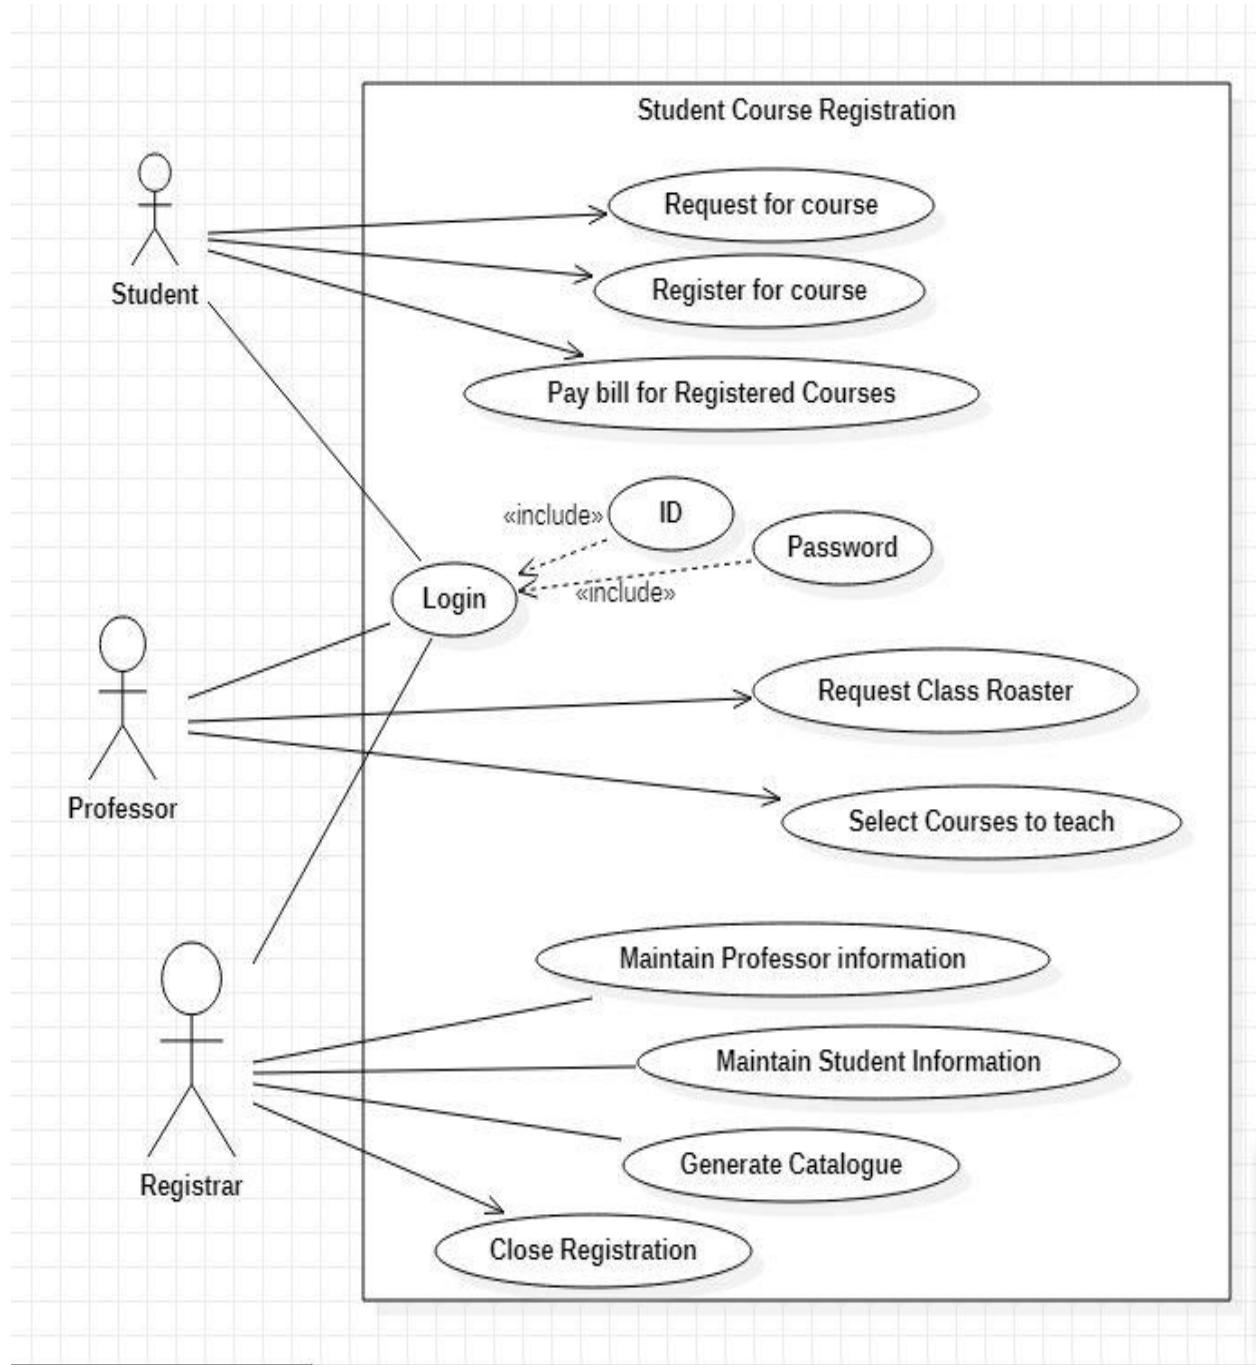 Student Course Registration
Request for course
Student
Register for course
Pay bill for Registered Courses
«include»
ID
Password
Login
«include»
Request Class Roaster
Professor
Select Courses to teach
Maintain Professor information
Maintain Student Information
Generate Catalogue
Registrar
Close Registration